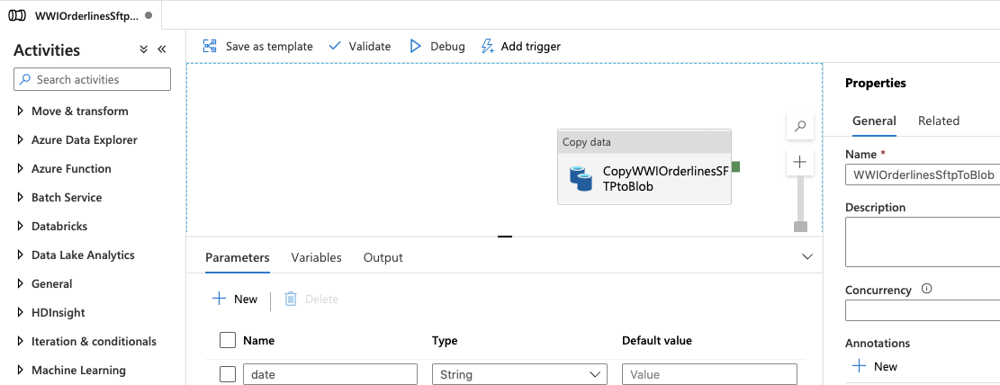 WWIOrderlinesSftp...
Activities
Search activities
Move & transform
Azure Data Explorer
Azure Function
Batch Service
Databricks
Data Lake Analytics
General
HDInsight
Iteration & conditionals
Machine Learning
Save as template
Validate
Debug
Add trigger
Copy data
CopyWWIOrderlinesSF
TPtoBlob
Parameters
Variables
Output
New
Delete
Name
Type
Default value
date
String
Value
Properties
General
Related
Name *
WWIOrderlinesSftpToBlob
Description
Concurrency
Annotations
New